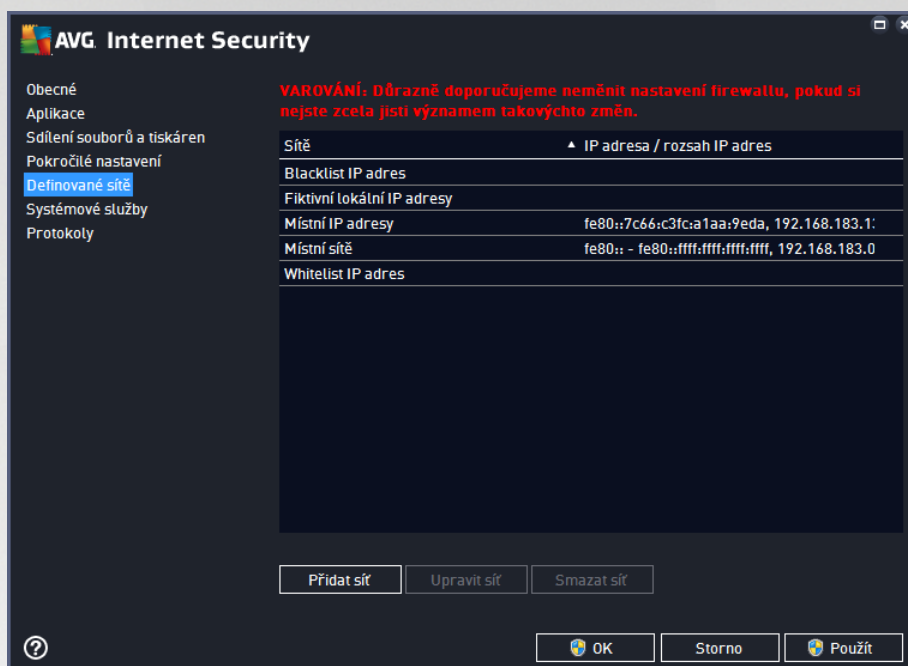 AVG Internet Security
Obecné
Aplikace
Sdílení souborů a tiskáren
Pokročilé nastavení
Definované sítě
Systémové služby
Protokoly
VAROVÁNÍ: Důrazně doporučujeme neměnit nastavení firewallu, pokud si
nejste zcela jisti významem takovýchto změn.
Sítě ▲ IP adresa / rozsah IP adres
Blacklist IP adres
Fiktivní lokální IP adresy
Místní IP adresy fe80::7c66:c3fc:a1aa:9eda, 192.168.183.1
Místní sítě fe80:: - fe80::ffff:ffff:ffff:ffff, 192.168.183.0
Whitelist IP adres
Přidat síť Upravit síť Smazat síť
? OK Storno Použít